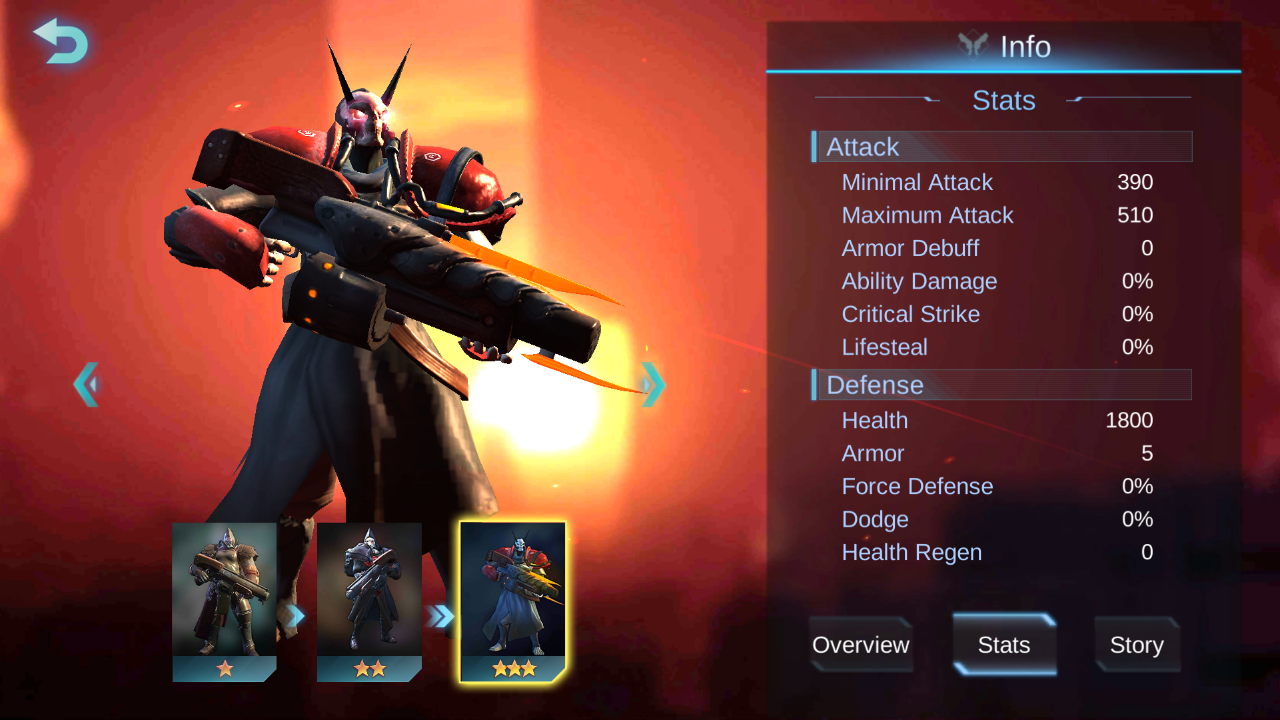 Info
Stats
Attack
Minimal Attack 390
Maximum Attack 510
Armor Debuff 0
Ability Damage 0%
Critical Strike 0%
Lifesteal 0%
Defense
Health 1800
Armor 5
Force Defense 0%
Dodge 0%
Health Regen 0
Overview Stats Story